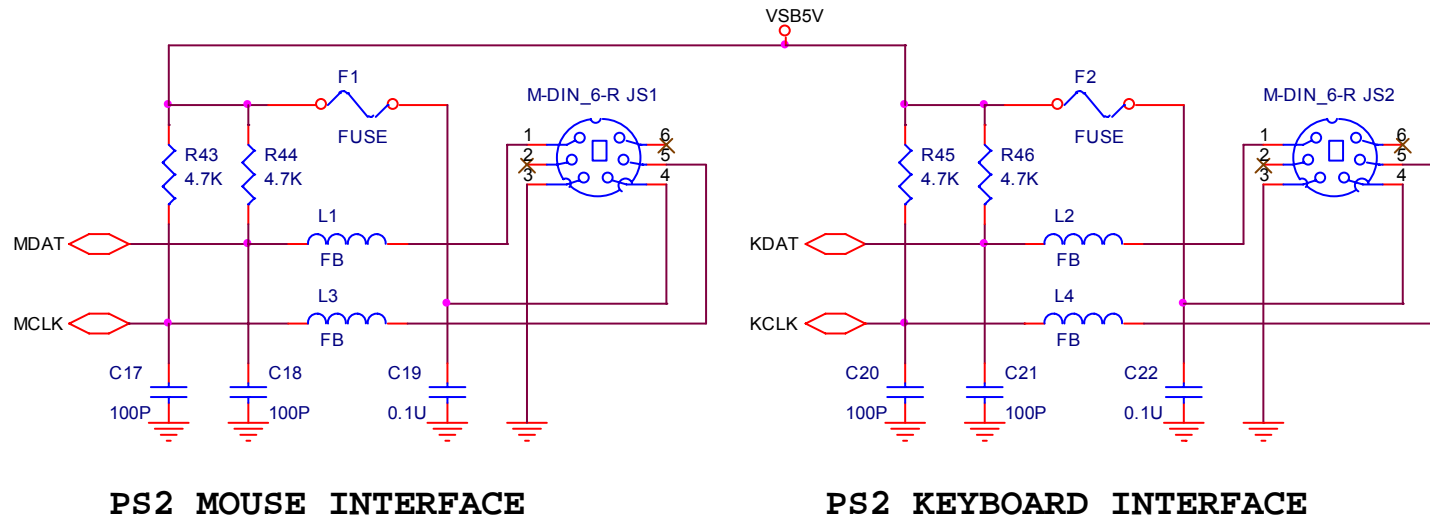 VSB5V
F1
FUSE
M-DIN_6-R JS1
1
2
3
6
5
4
R43
4.7K
R44
4.7K
MDAT
L1
FB
MCLK
L3
FB
C17
100P
C18
100P
C19
0.1U
PS2 MOUSE INTERFACE
F2
FUSE
M-DIN_6-R JS2
1
2
3
6
5
4
R45
4.7K
R46
4.7K
KDAT
L2
FB
KCLK
L4
FB
C20
100P
C21
100P
C22
0.1U
PS2 KEYBOARD INTERFACE